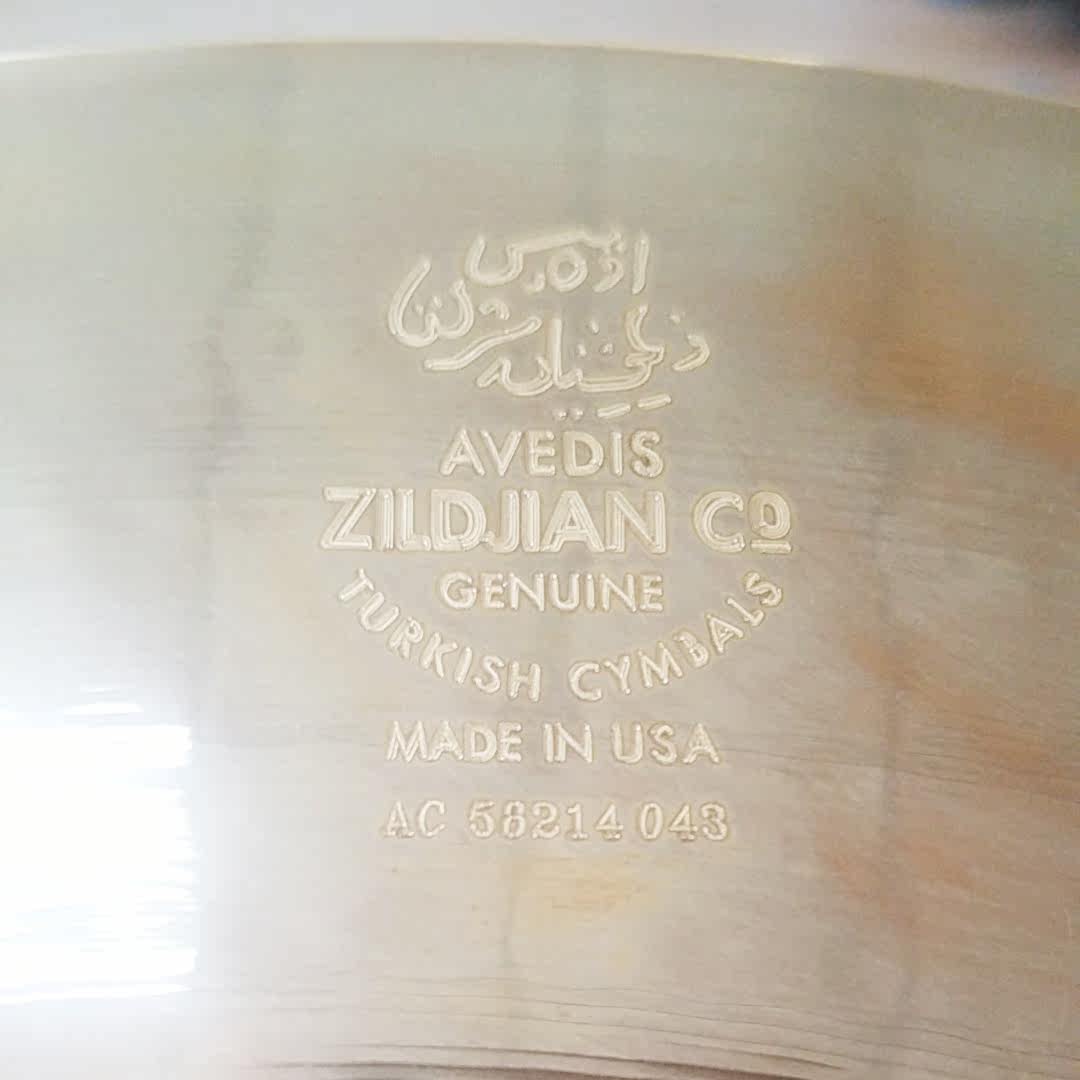 AVEDIS
ZILDJIAN Co
GENUINE
TURKISH CYMBALS
MADE IN USA
AC 58214 043